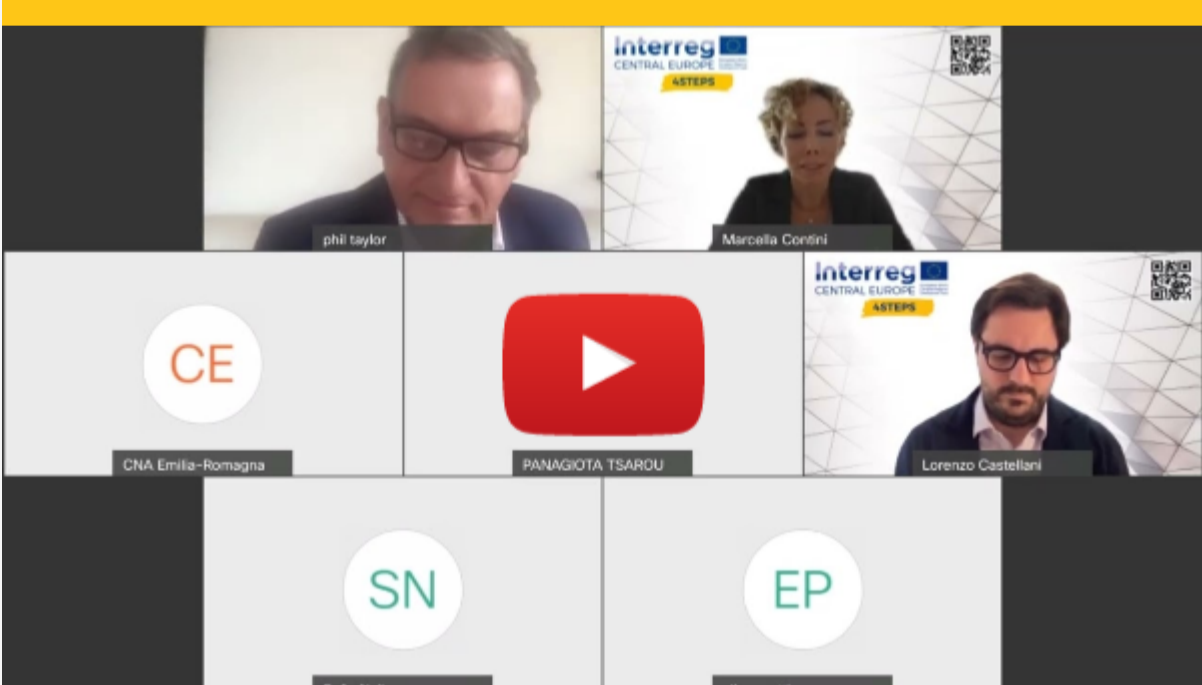 interreg
CENTRAL EUROPE
4STEPS
phil taylor
Marcella Contini
interreg
CENTRAL EUROPE
4STEPS
CE
CNA Emilia-Romagna
PANAGIOTA TSAROU
Lorenzo Castellani
SN
EP